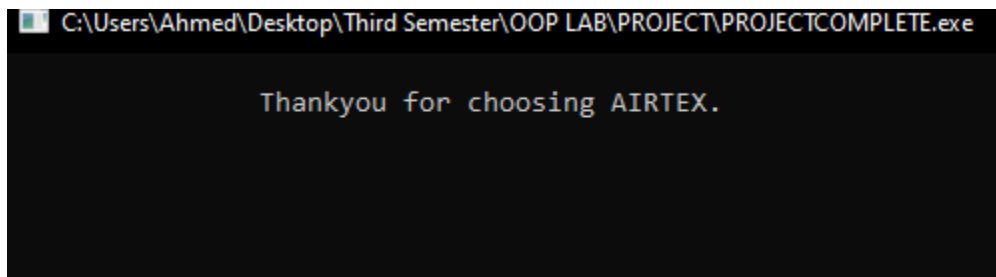 C:\Users\Ahmed\Desktop\Third Semester\OOP LAB\PROJECT\PROJECTCOMPLETE.exe
Thankyou for choosing AIRTEX.